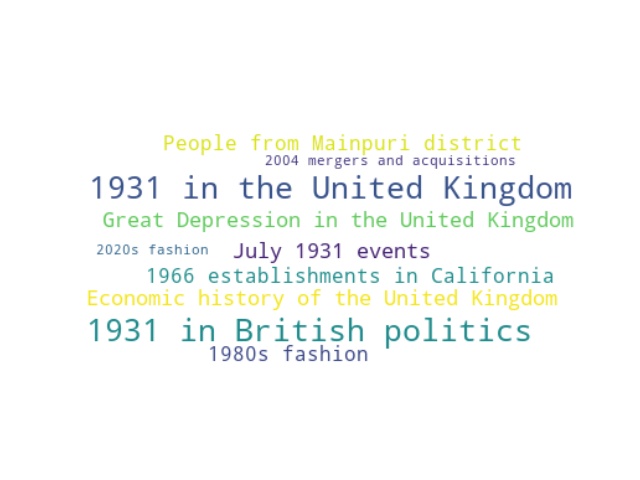 People from Mainpuri district
2004 mergers and acquisitions
1931 in the United Kingdom
Great Depression in the United Kingdom
2020s fashion
July 1931 events
1966 establishments in California
Economic history of the United Kingdom
1931 in British politics
1980s fashion